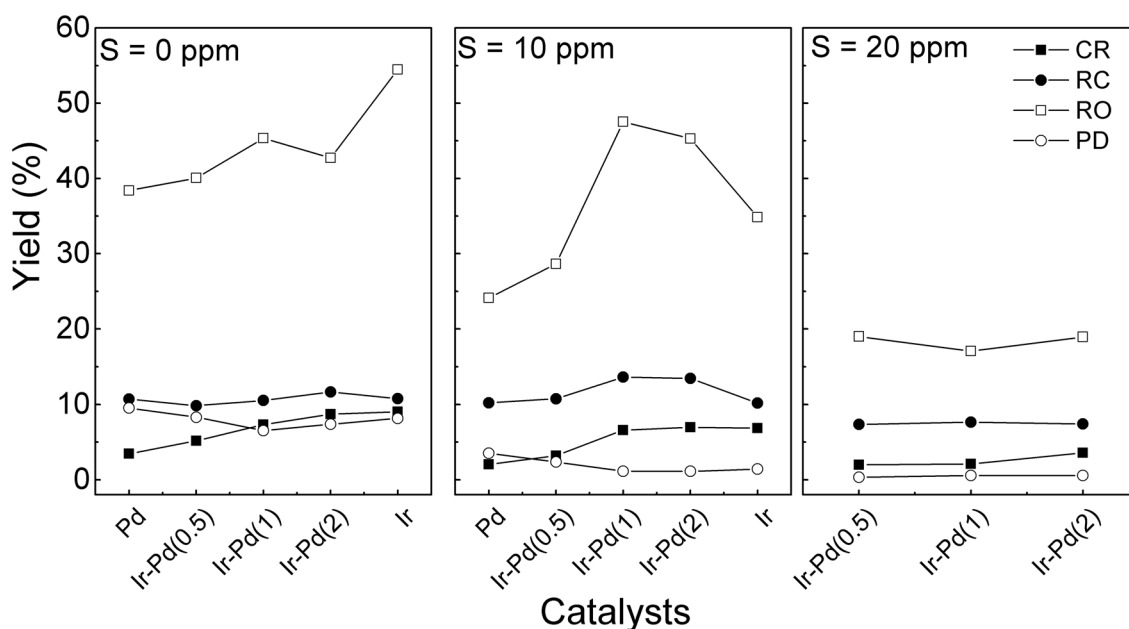 Yield (%)
60
50
40
30
20
10
0
S = 0 ppm
Pd
Ir-Pd(0.5)
Ir-Pd(1)
Ir-Pd(2)
Ir
S = 10 ppm
Pd
Ir-Pd(0.5)
Ir-Pd(1)
Ir-Pd(2)
Ir
S = 20 ppm
CR
RC
RO
PD
Ir-Pd(0.5)
Ir-Pd(1)
Ir-Pd(2)
Catalysts